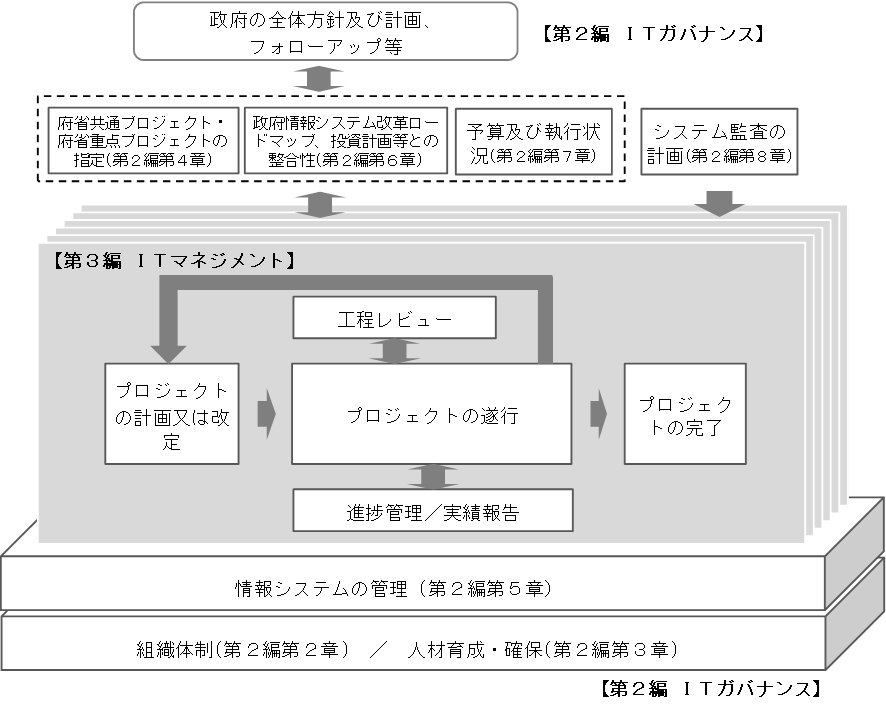 政府の全体方針及び計画、
フォローアップ等
【第２編 ＩＴガバナンス】
府省共通プロジェクト・
府省重点プロジェクトの
指定(第２編第４章)
政府情報システム改革ロー
ドマップ、投資計画等との
整合性(第２編第６章)
予算及び執行状
況(第２編第７章)
システム監査の
計画(第２編第８章)
【第３編 ＩＴマネジメント】
工程レビュー
プロジェクト
の計画又は改
定
プロジェクトの遂行
プロジェク
トの完了
進捗管理／実績報告
情報システムの管理（第２編第５章）
組織体制(第２編第２章） ／ 人材育成・確保(第２編第３章）
【第２編 ＩＴガバナンス】